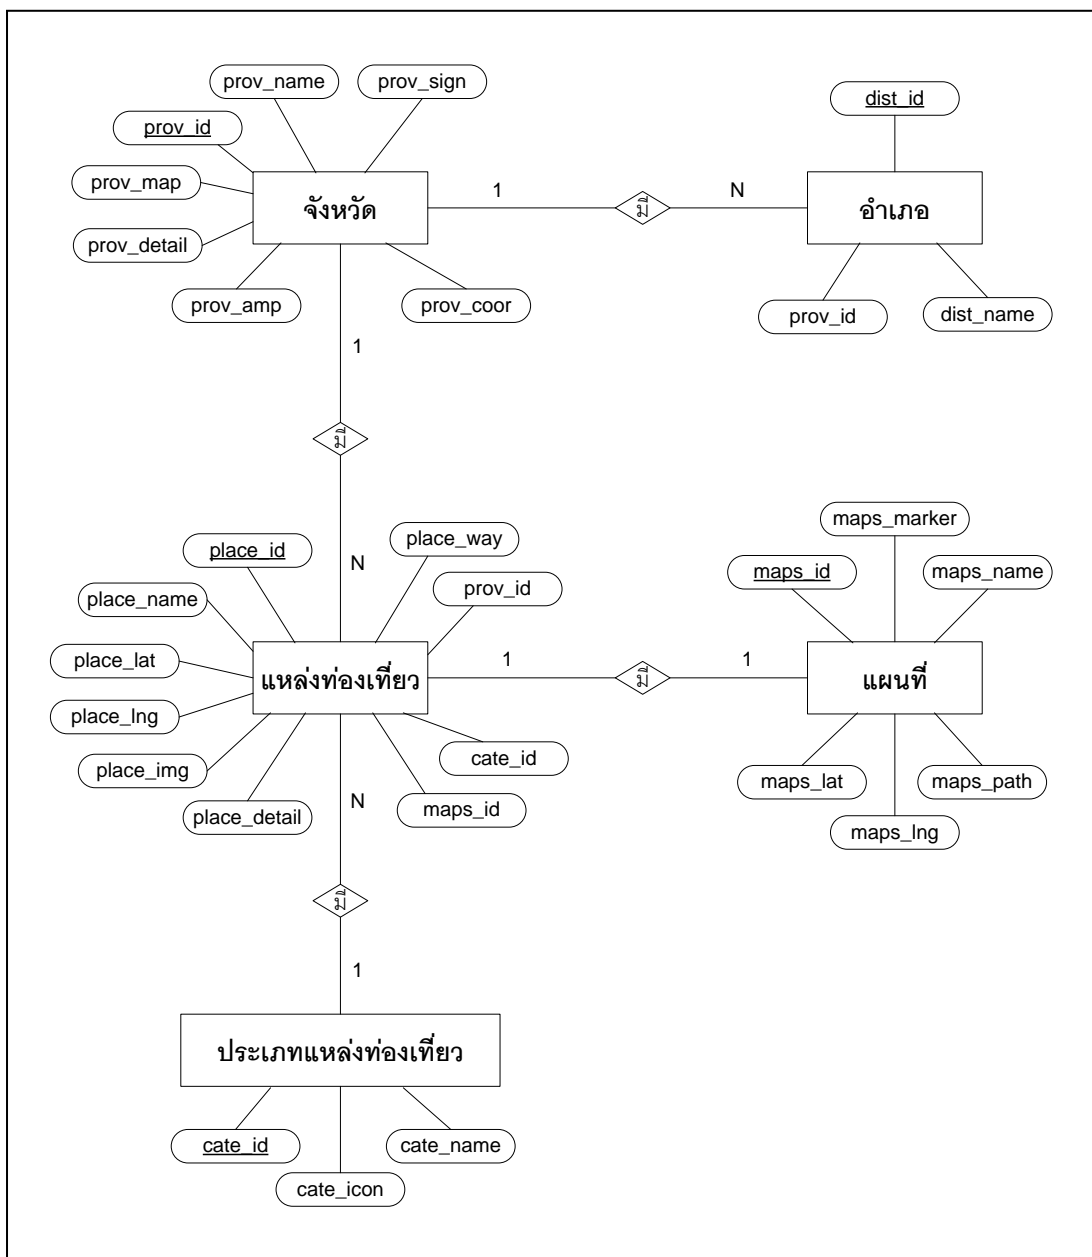 prov_name
prov_sign
dist_id
prov_id
prov_map
จังหวัด
1
มี
N
อำเภอ
prov_detail
prov_amp
prov_coor
prov_id
dist_name
1
มี
maps_marker
place_way
place_id
N
maps_id
maps_name
prov_id
place_name
place_lat
แหล่งท่องเที่ยว
1
มี
1
แผนที่
place_lng
cate_id
place_img
maps_lat
maps_path
N
place_detail
maps_id
maps_lng
มี
1
ประเภทแหล่งท่องเที่ยว
cate_id
cate_name
cate_icon